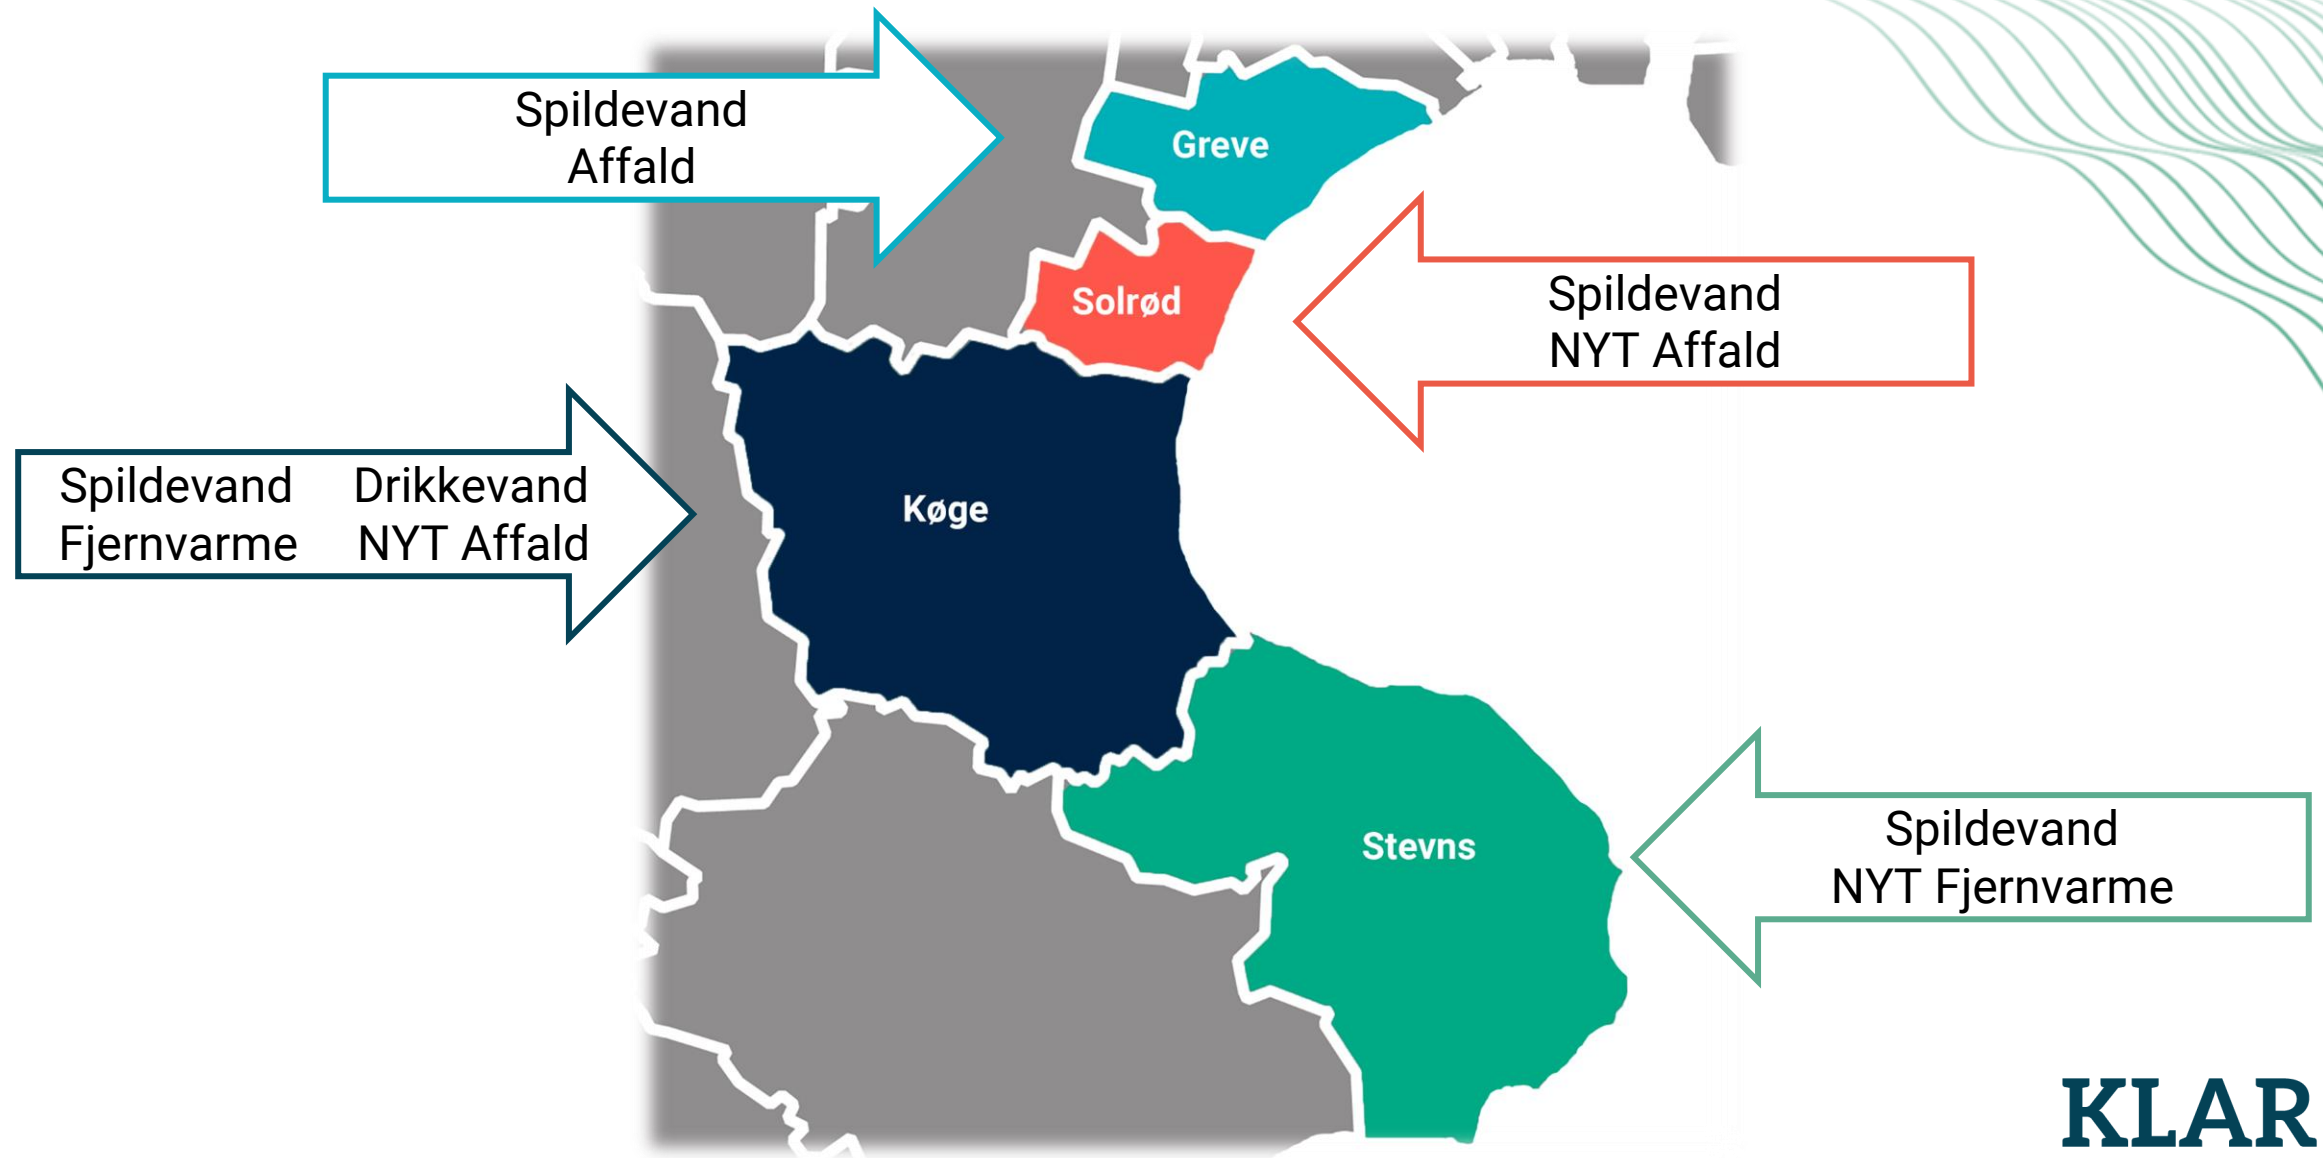 Spildevand
Affald
Greve
Solrød
Spildevand
NYT Affald
Spildevand Drikkevand
Fjernvarme NYT Affald
Køge
Stevns
Spildevand
NYT Fjernvarme
KLAR